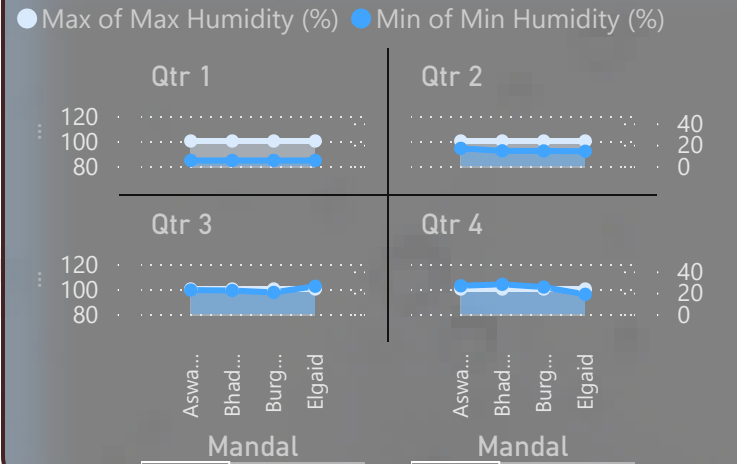 Max of Max Humidity (%) Min of Min Humidity (%)
Qtr 1 Qtr 2
120
100
80
40
20
0
Qtr 3 Qtr 4
120
100
80
40
20
0
Aswa...
Bhad...
Burg...
Elgaid
Aswa...
Bhad...
Burg...
Elgaid
Mandal Mandal